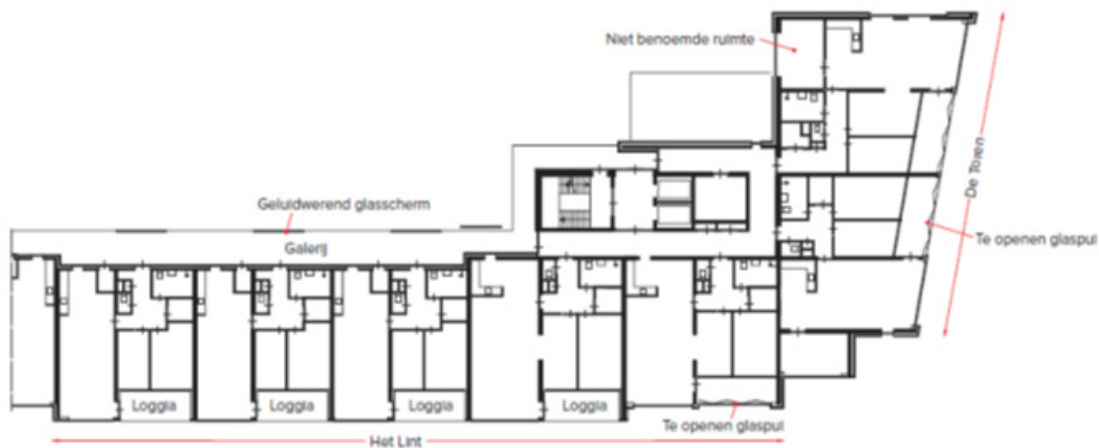 Niet benoemde ruimte
De Toren
Geluidwerend glasscherm
Te openen glaspui
Galerij
Loggia
Loggia
Loggia
Loggia
Te openen glaspui
Het Lint